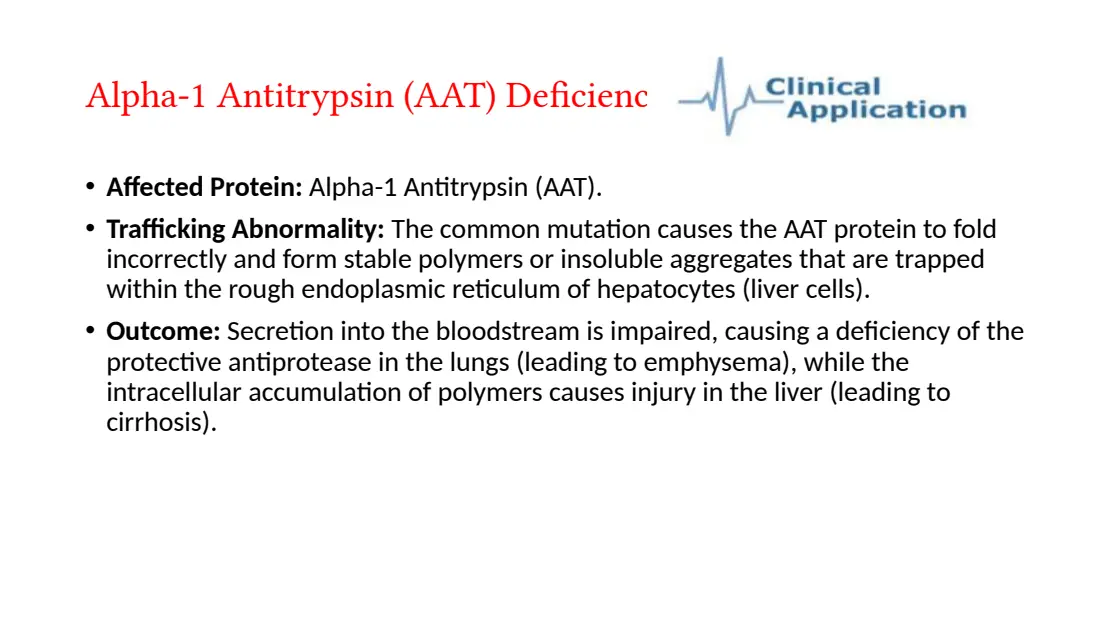 Alpha-1 Antitrypsin (AAT) Deficienc
Clinical
Application
• Affected Protein: Alpha-1 Antitrypsin (AAT).
• Trafficking Abnormality: The common mutation causes the AAT protein to fold
incorrectly and form stable polymers or insoluble aggregates that are trapped
within the rough endoplasmic reticulum of hepatocytes (liver cells).
• Outcome: Secretion into the bloodstream is impaired, causing a deficiency of the
protective antiprotease in the lungs (leading to emphysema), while the
intracellular accumulation of polymers causes injury in the liver (leading to
cirrhosis).